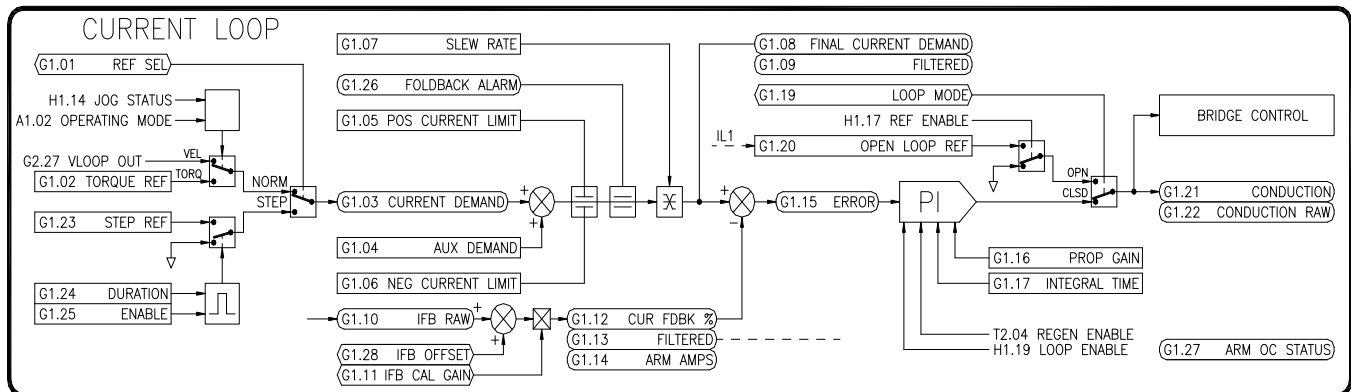 CURRENT LOOP
G1.01 REF SEL
H1.14 JOG STATUS
A1.02 OPERATING MODE
G2.27 VLOOP OUT
VEL
G1.02 TORQUE REF
TORQ
NORM
STEP
G1.23 STEP REF
G1.24 DURATION
G1.25 ENABLE
G1.07 SLEW RATE
G1.26 FOLDBACK ALARM
G1.05 POS CURRENT LIMIT
G1.03 CURRENT DEMAND
+
+
G1.04 AUX DEMAND
G1.06 NEG CURRENT LIMIT
G1.10 IFB RAW
+
+
G1.28 IFB OFFSET
G1.11 IFB CAL GAIN
G1.12 CUR FDBK %
G1.13 FILTERED
G1.14 ARM AMPS
G1.08 FINAL CURRENT DEMAND
G1.09 FILTERED
G1.19 LOOP MODE
H1.17 REF ENABLE
IL1
G1.20 OPEN LOOP REF
+
-
G1.15 ERROR
PI
OPN
CLSD
G1.16 PROP GAIN
G1.17 INTEGRAL TIME
T2.04 REGEN ENABLE
H1.19 LOOP ENABLE
BRIDGE CONTROL
G1.21 CONDUCTION
G1.22 CONDUCTION RAW
G1.27 ARM OC STATUS